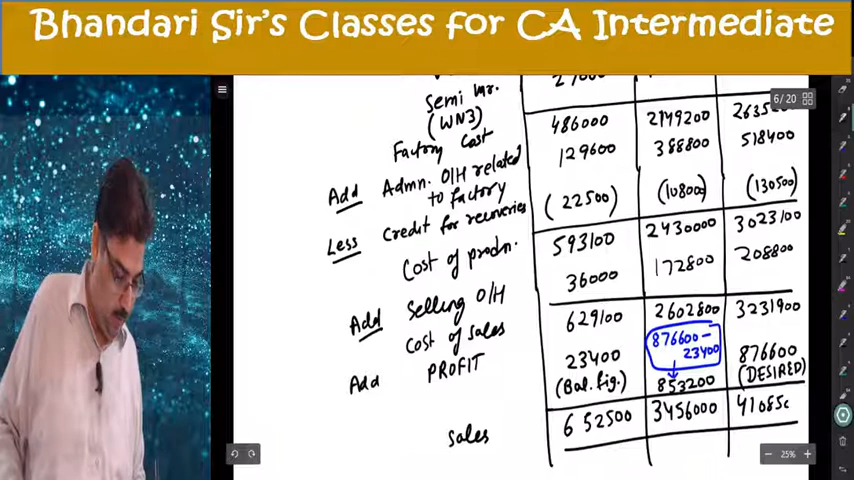 Bhandari Sir's Classes for CA Intermediate
6/20
Semi Mr.
(WN3)
Factory Cost 486000 2149200
Add Admn. O/H related to factory 129600 388800 518400
Less Credit for recoveries (22500) (108000) (130500)
Cost of prodn. 593100 2430000 3023100
Add Selling O/H 36000 172800 208800
Cost of sales 629100 2602800 3231900
876600 -
23400
Add PROFIT 23400 853200 876600
(Bal. fig.) (DESIRED)
Sales 652500 3456000
25%